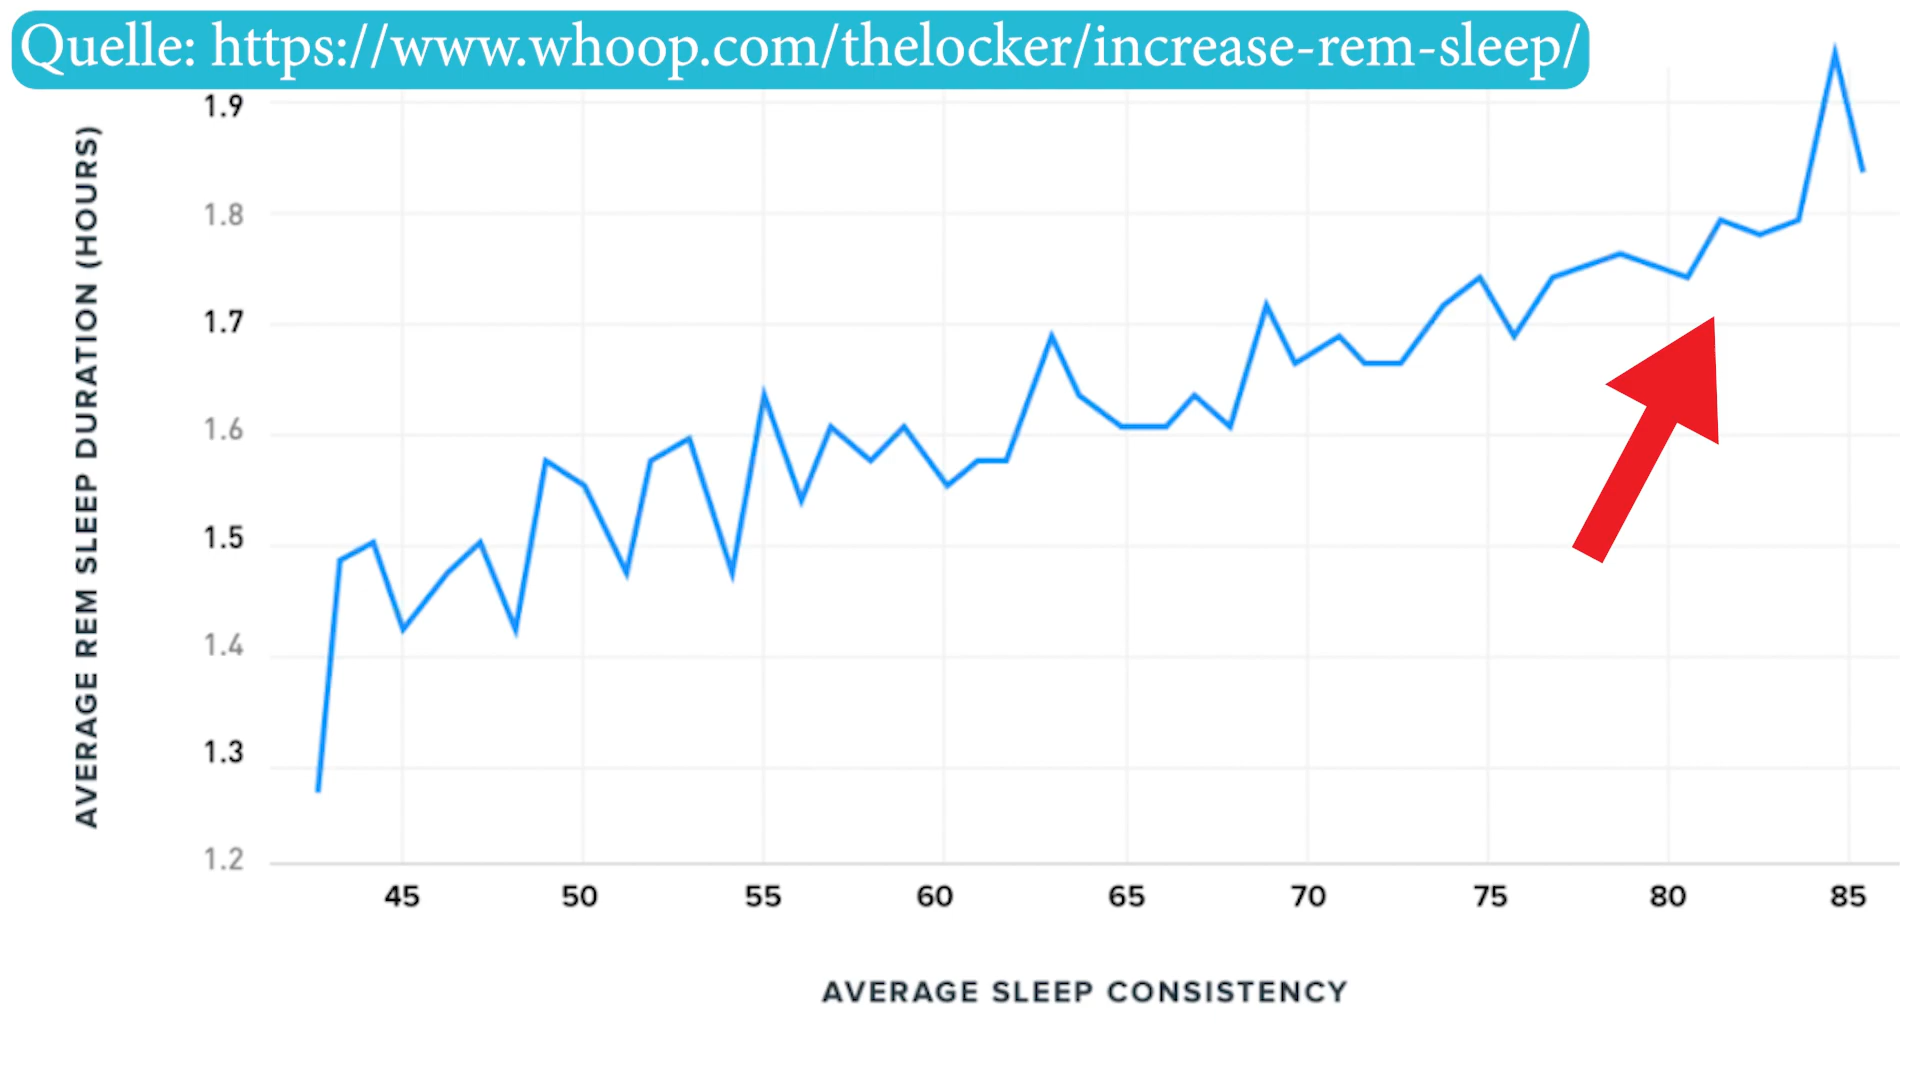 Quelle: https://www.whoop.com/thelocker/increase-rem-sleep/
AVERAGE REM SLEEP DURATION (HOURS)
1.9
1.8
1.7
1.6
1.5
1.4
1.3
1.2
45 50 55 60 65 70 75 80 85
AVERAGE SLEEP CONSISTENCY